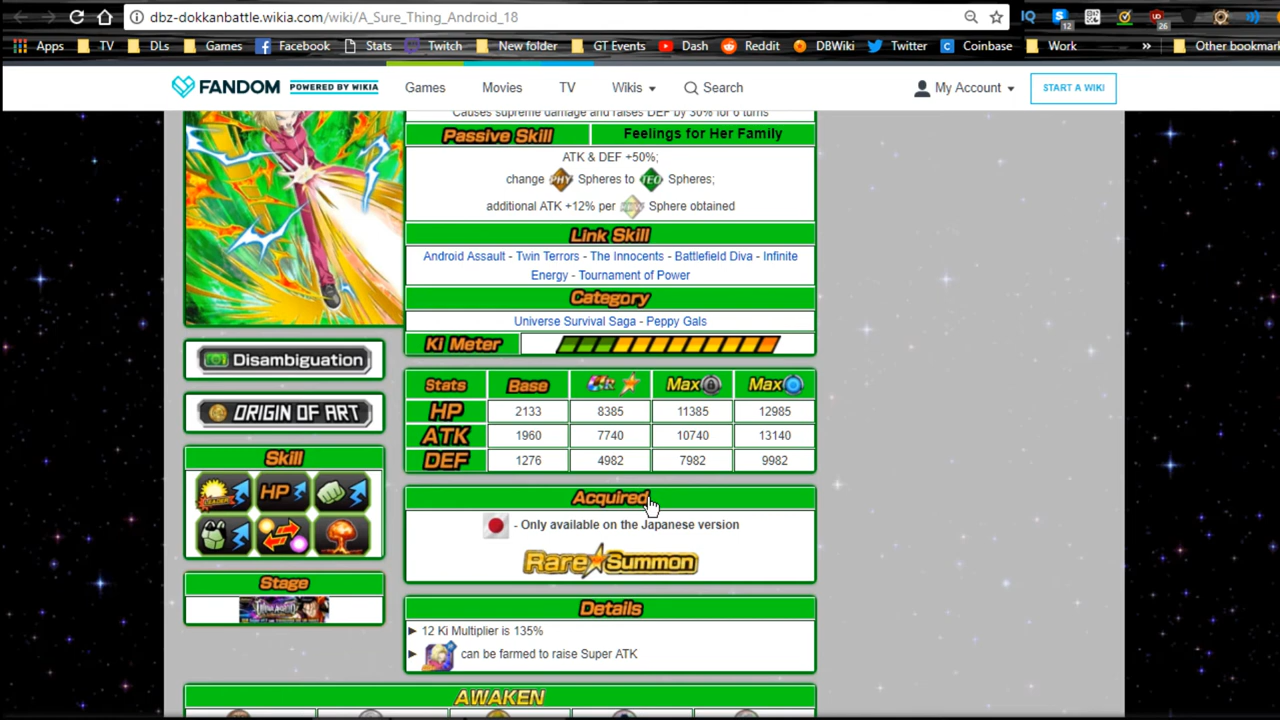 dbz-dokkanbattle.wikia.com/wiki/A_Sure_Thing_Android_18
IQ
12
26
Apps TV DLs Games Facebook Stats Twitch New folder GT Events Dash Reddit DBWiki Twitter Coinbase Work » Other bookmark
FANDOM POWERED BY WIKIA Games Movies TV Wikis Search My Account START A WIKI
Causes supreme damage and raises DEF by 30% for 6 turns
Passive Skill Feelings for Her Family
ATK & DEF +50%;
change PHY Spheres to TEQ Spheres;
additional ATK +12% per Sphere obtained
Link Skill
Android Assault - Twin Terrors - The Innocents - Battlefield Diva - Infinite
Energy - Tournament of Power
Category
Universe Survival Saga - Peppy Gals
Ki Meter
Disambiguation
ORIGIN OF ART
Stats Base Max Max
HP 2133 8385 11385 12985
ATK 1960 7740 10740 13140
DEF 1276 4982 7982 9982
Skill
HP
Stage
Acquired
- Only available on the Japanese version
Rare Summon
Details
► 12 Ki Multiplier is 135%
► can be farmed to raise Super ATK
AWAKEN